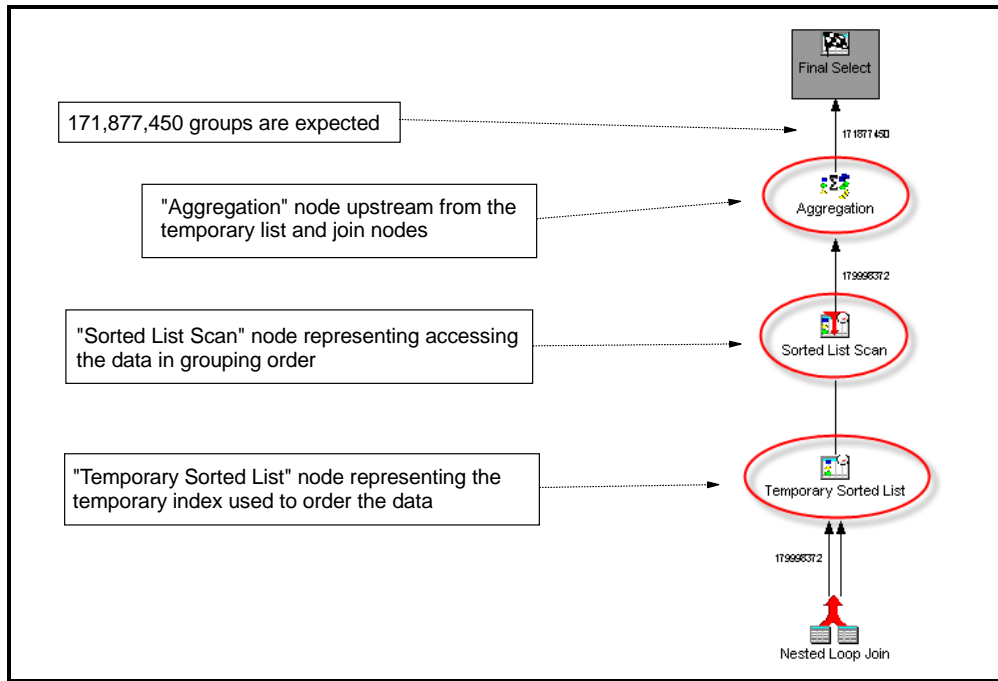 Final Select
171,877,450 groups are expected
171877450
"Aggregation" node upstream from the
temporary list and join nodes
Aggregation
179998372
"Sorted List Scan" node representing accessing
the data in grouping order
Sorted List Scan
"Temporary Sorted List" node representing the
temporary index used to order the data
Temporary Sorted List
179998372
Nested Loop Join